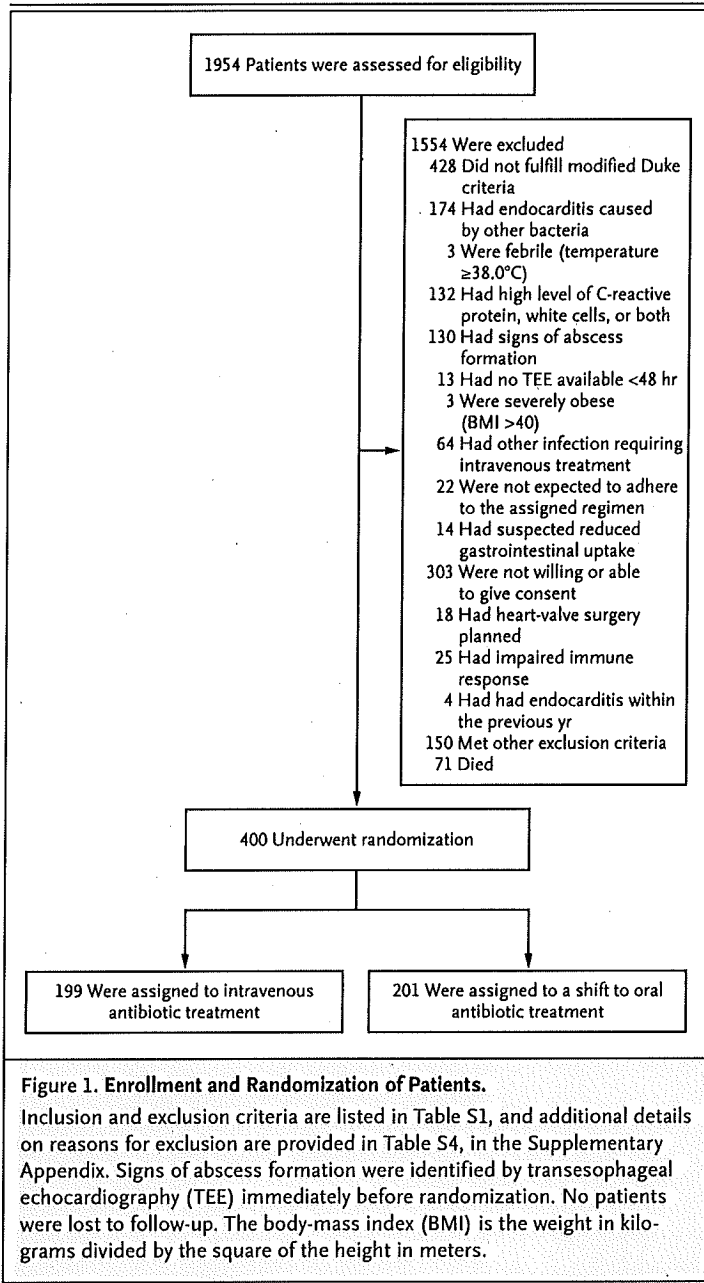 1954 Patients were assessed for eligibility
1554 Were excluded
428 Did not fulfill modified Duke
criteria
174 Had endocarditis caused
by other bacteria
3 Were febrile (temperature
≥38.0°C)
132 Had high level of C-reactive
protein, white cells, or both
130 Had signs of abscess
formation
13 Had no TEE available <48 hr
3 Were severely obese
(BMI >40)
64 Had other infection requiring
intravenous treatment
22 Were not expected to adhere
to the assigned regimen
14 Had suspected reduced
gastrointestinal uptake
303 Were not willing or able
to give consent
18 Had heart-valve surgery
planned
25 Had impaired immune
response
4 Had had endocarditis within
the previous yr
150 Met other exclusion criteria
71 Died
400 Underwent randomization
199 Were assigned to intravenous
antibiotic treatment
201 Were assigned to a shift to oral
antibiotic treatment
Figure 1. Enrollment and Randomization of Patients.
Inclusion and exclusion criteria are listed in Table S1, and additional details
on reasons for exclusion are provided in Table S4, in the Supplementary
Appendix. Signs of abscess formation were identified by transesophageal
echocardiography (TEE) immediately before randomization. No patients
were lost to follow-up. The body-mass index (BMI) is the weight in kilo-
grams divided by the square of the height in meters.